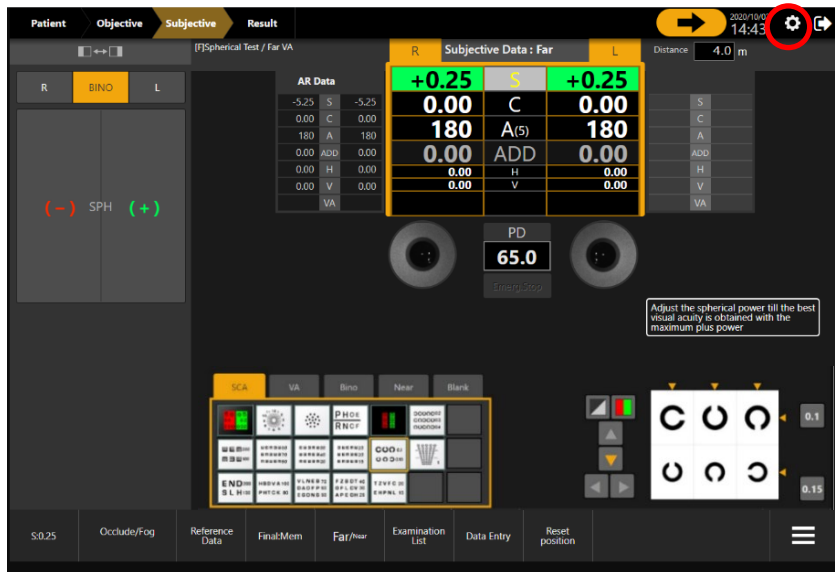 Patient Objective Subjective Result
2020/10/0
14:43
[F]Spherical Test / Far VA
R Subjective Data : Far L
Distance 4.0 m
R BINO L
AR Data
-5.25 S -5.25
0.00 C 0.00
180 A 180
0.00 ADD 0.00
0.00 H 0.00
0.00 V 0.00
VA
+0.25 S +0.25
0.00 C 0.00
180 A(5) 180
0.00 ADD 0.00
0.00 H 0.00
0.00 V 0.00
S
C
A
ADD
H
V
VA
(-) SPH (+)
PD
65.0
Emerg.Stop
Adjust the spherical power till the best
visual acuity is obtained with the
maximum plus power
SCA VA Bino Near Blank
PHOE
RNCF
END
SLH
0.1
0.15
S:0.25
Occlude/Fog
Reference
Data
Final:Mem
Far/Near
Examination
List
Data Entry
Reset
position